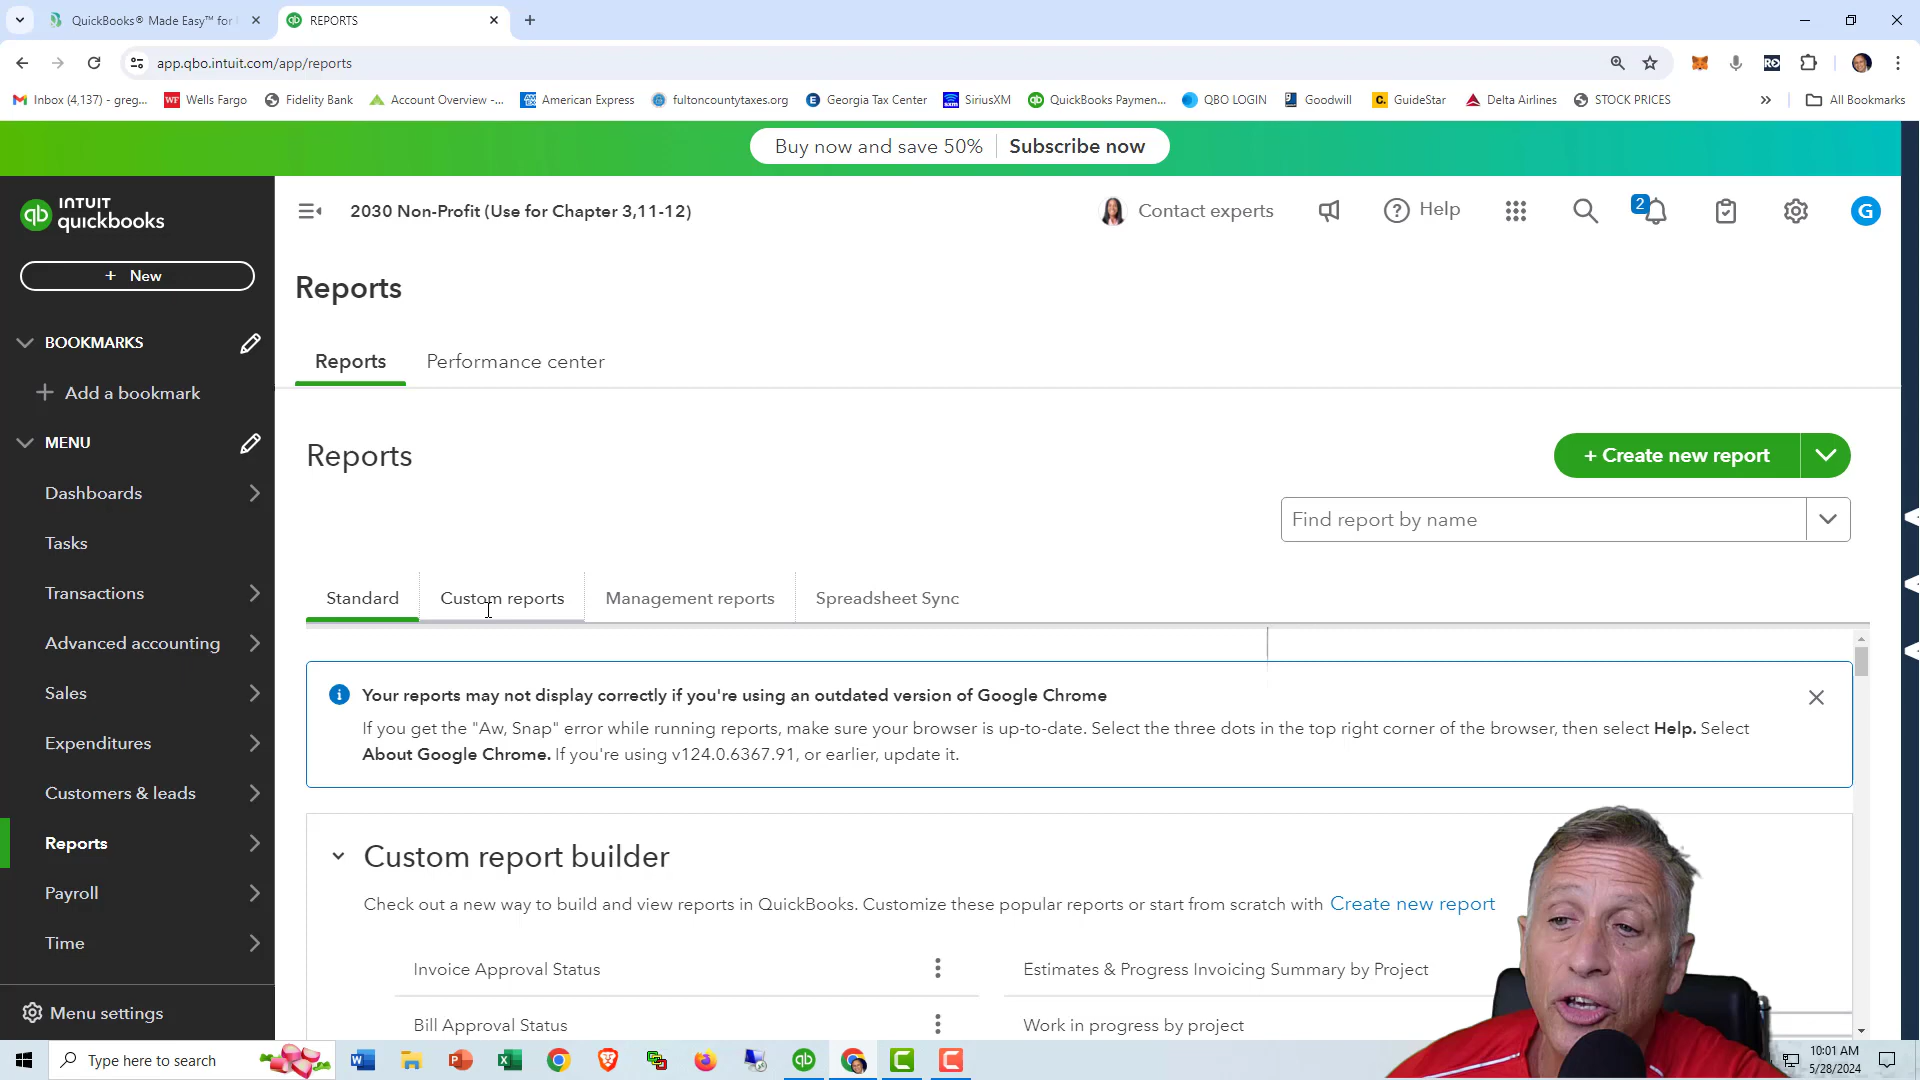 QuickBooks® Made Easy™ for
REPORTS
app.qbo.intuit.com/app/reports
Inbox (4,137) - greg...
WF
Wells Fargo
Fidelity Bank
Account Overview -...
American Express
fultoncountytaxes.org
Georgia Tax Center
SiriusXM
QuickBooks Paymen...
QBO LOGIN
Goodwill
GuideStar
Delta Airlines
STOCK PRICES
»
All Bookmarks
Buy now and save 50%
Subscribe now
INTUIT
quickbooks
2030 Non-Profit (Use for Chapter 3,11-12)
Contact experts
Help
2
G
+ New
Reports
BOOKMARKS
Reports
Performance center
+ Add a bookmark
MENU
Reports
+ Create new report
Dashboards
Find report by name
Tasks
Transactions
Standard
Custom reports
Management reports
Spreadsheet Sync
Advanced accounting
Sales
Your reports may not display correctly if you're using an outdated version of Google Chrome
If you get the "Aw, Snap" error while running reports, make sure your browser is up-to-date. Select the three dots in the top right corner of the browser, then select Help. Select
About Google Chrome. If you're using v124.0.6367.91, or earlier, update it.
Expenditures
Customers & leads
Reports
Custom report builder
Payroll
Check out a new way to build and view reports in QuickBooks. Customize these popular reports or start from scratch with Create new report
Time
Invoice Approval Status
Estimates & Progress Invoicing Summary by Project
Menu settings
Bill Approval Status
Work in progress by project
Type here to search
10:01 AM
5/28/2024